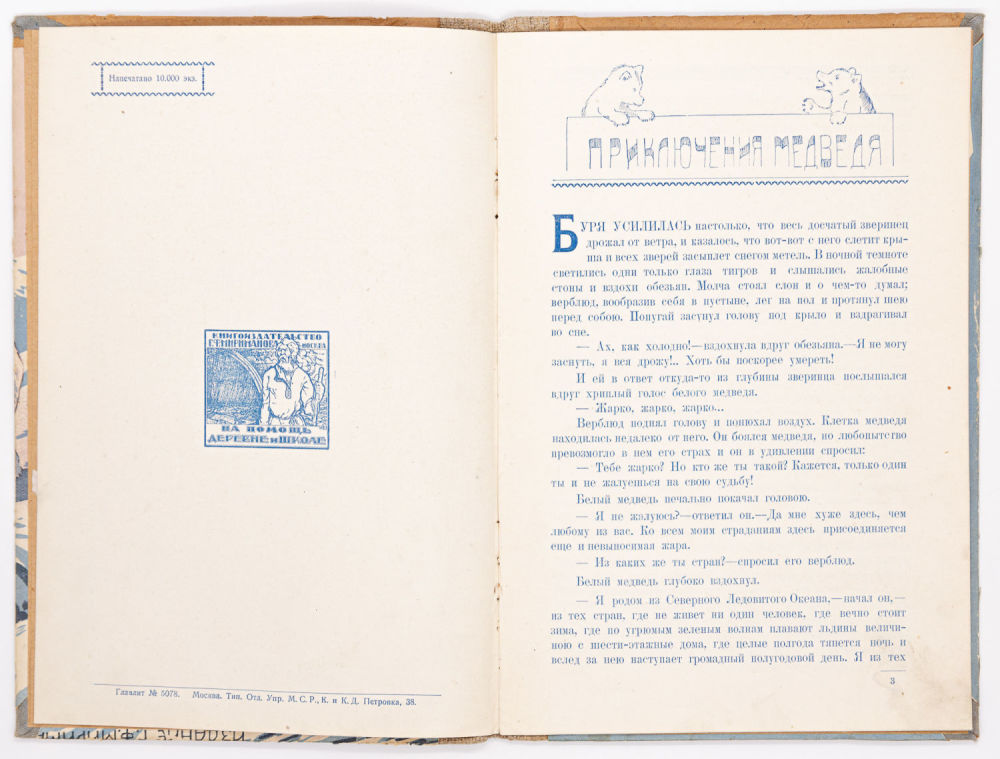 Напечатано 10.000 экз.
КНИГОИЗДАТЕЛЬСТВО
Г.Ф.МИРИМАНОВА
МОСКВА
НА ПОМОЩЬ
ДЕРЕВНЕ и ШКОЛЕ
Главлит № 5078. Москва. Тип. Отд. Упр. М. С. Р., К. и К. Д. Петровка, 38.
ИЗДАНИЕ Г.Ф.МИРИМ
ПРИКЛЮЧЕНИЯ МЕДВЕДЯ
БУРЯ УСИЛИЛАСЬ настолько, что весь досчатый зверинец
дрожал от ветра, и казалось, что вот-вот с него слетит кры-
ша и всех зверей засыплет снегом метель. В ночной темноте
светились одни только глаза тигров и слышались жалобные
стоны и вздохи обезьян. Молча стоял слон и о чем-то думал;
верблюд, вообразив себя в пустыне, лег на пол и протянул шею
перед собою. Попугай засунул голову под крыло и вздрагивал
во сне.
— Ах, как холодно!—вздохнула вдруг обезьяна.—Я не могу
заснуть, я вся дрожу!.. Хоть бы поскорее умереть!
И ей в ответ откуда-то из глубины зверинца послышался
вдруг хриплый голос белого медведя.
— Жарко, жарко, жарко...
Верблюд поднял голову и понюхал воздух. Клетка медведя
находилась недалеко от него. Он боялся медведя, но любопытство
превозмогло в нем его страх и он в удивлении спросил:
— Тебе жарко? Но кто же ты такой? Кажется, только один
ты и не жалуешься на свою судьбу!
Белый медведь печально покачал головою.
— Я не жалуюсь?—ответил он.—Да мне хуже здесь, чем
любому из вас. Ко всем моим страданиям здесь присоединяется
еще и невыносимая жара.
— Из каких же ты стран?—спросил его верблюд.
Белый медведь глубоко вздохнул.
— Я родом из Северного Ледовитого Океана,—начал он,—
из тех стран, где не живет ни один человек, где вечно стоит
зима, где по угрюмым зеленым волнам плавают льдины величи-
ною с шести-этажные дома, где целые полгода тянется ночь и
вслед за нею наступает громадный полугодовой день. Я из тех
3